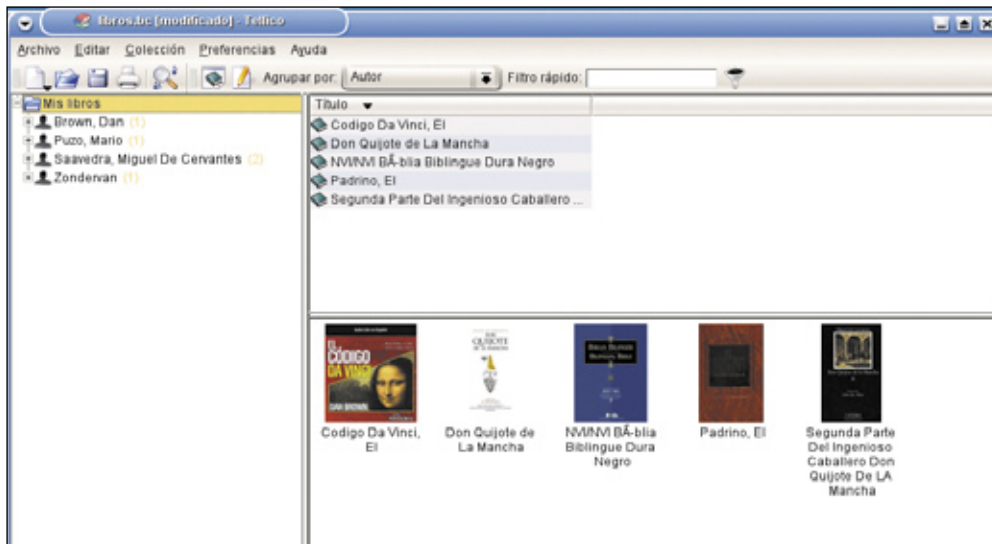 libros.bc [modificado] - Tellico
Archivo Editar Colección Preferencias Ayuda
Agrupar por: Autor Filtro rápido:
Mis libros
Brown, Dan (1)
Puzo, Mario (1)
Saavedra, Miguel De Cervantes (2)
Zondervan (1)
Título
Codigo Da Vinci, El
Don Quijote de La Mancha
NVI/NVI BÃ-blia Biblingue Dura Negro
Padrino, El
Segunda Parte Del Ingenioso Caballero ...
EL
CÓDIGO
DA VINCI
DAN BROWN
DON
QUIJOTE
DE LA MANCHA
Codigo Da Vinci,
El
Don Quijote de
La Mancha
NVI/NVI BÃ-blia
Biblingue Dura
Negro
Padrino, El
Segunda Parte
Del Ingenioso
Caballero Don
Quijote De LA
Mancha